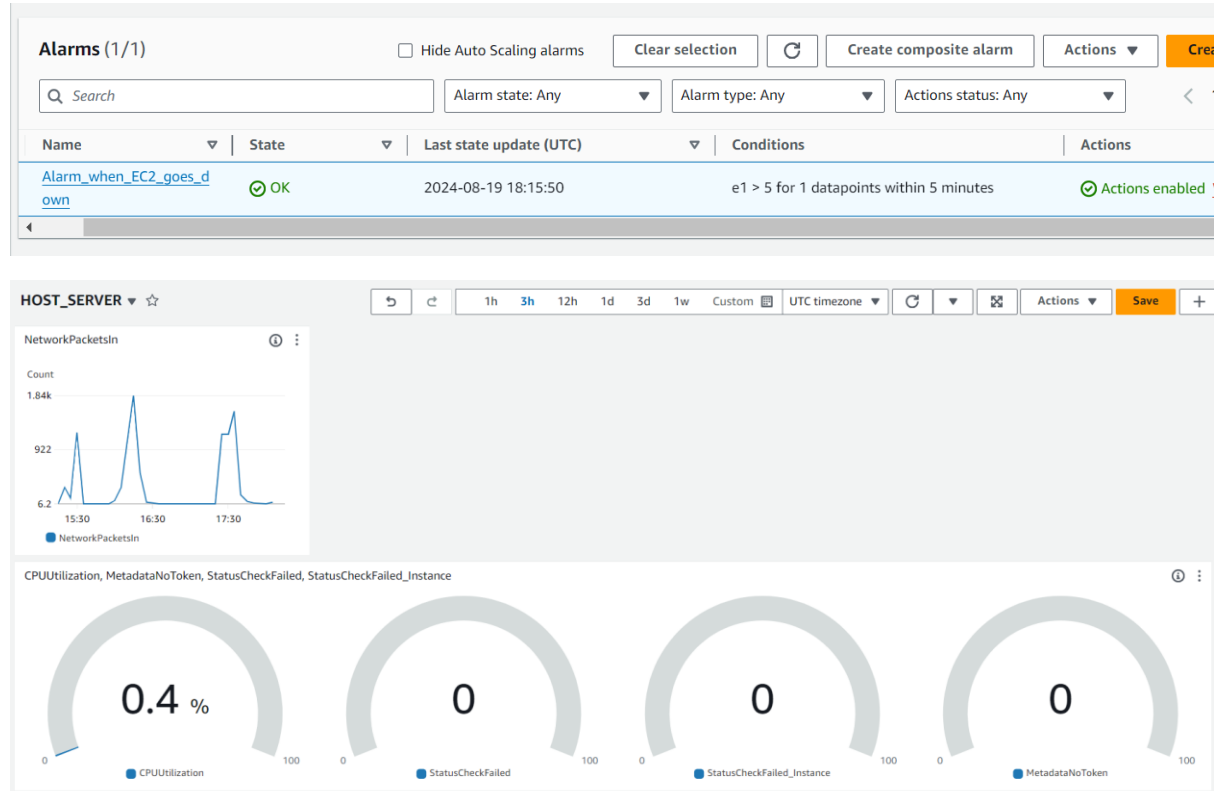 Alarms (1/1)
Hide Auto Scaling alarms
Clear selection
Create composite alarm
Actions
Search
Alarm state: Any
Alarm type: Any
Actions status: Any
Name
State
Last state update (UTC)
Conditions
Actions
Alarm_when_EC2_goes_d
own
OK
2024-08-19 18:15:50
e1 > 5 for 1 datapoints within 5 minutes
Actions enabled
HOST_SERVER
1h 3h 12h 1d 3d 1w Custom
UTC timezone
Actions
Save
NetworkPacketsIn
Count
1.84k
922
6.2
15:30 16:30 17:30
NetworkPacketsIn
CPUUtilization, MetadataNoToken, StatusCheckFailed, StatusCheckFailed_Instance
0.4 %
0 100
CPUUtilization
0
0 100
StatusCheckFailed
0
0 100
StatusCheckFailed_Instance
0
0 100
MetadataNoToken